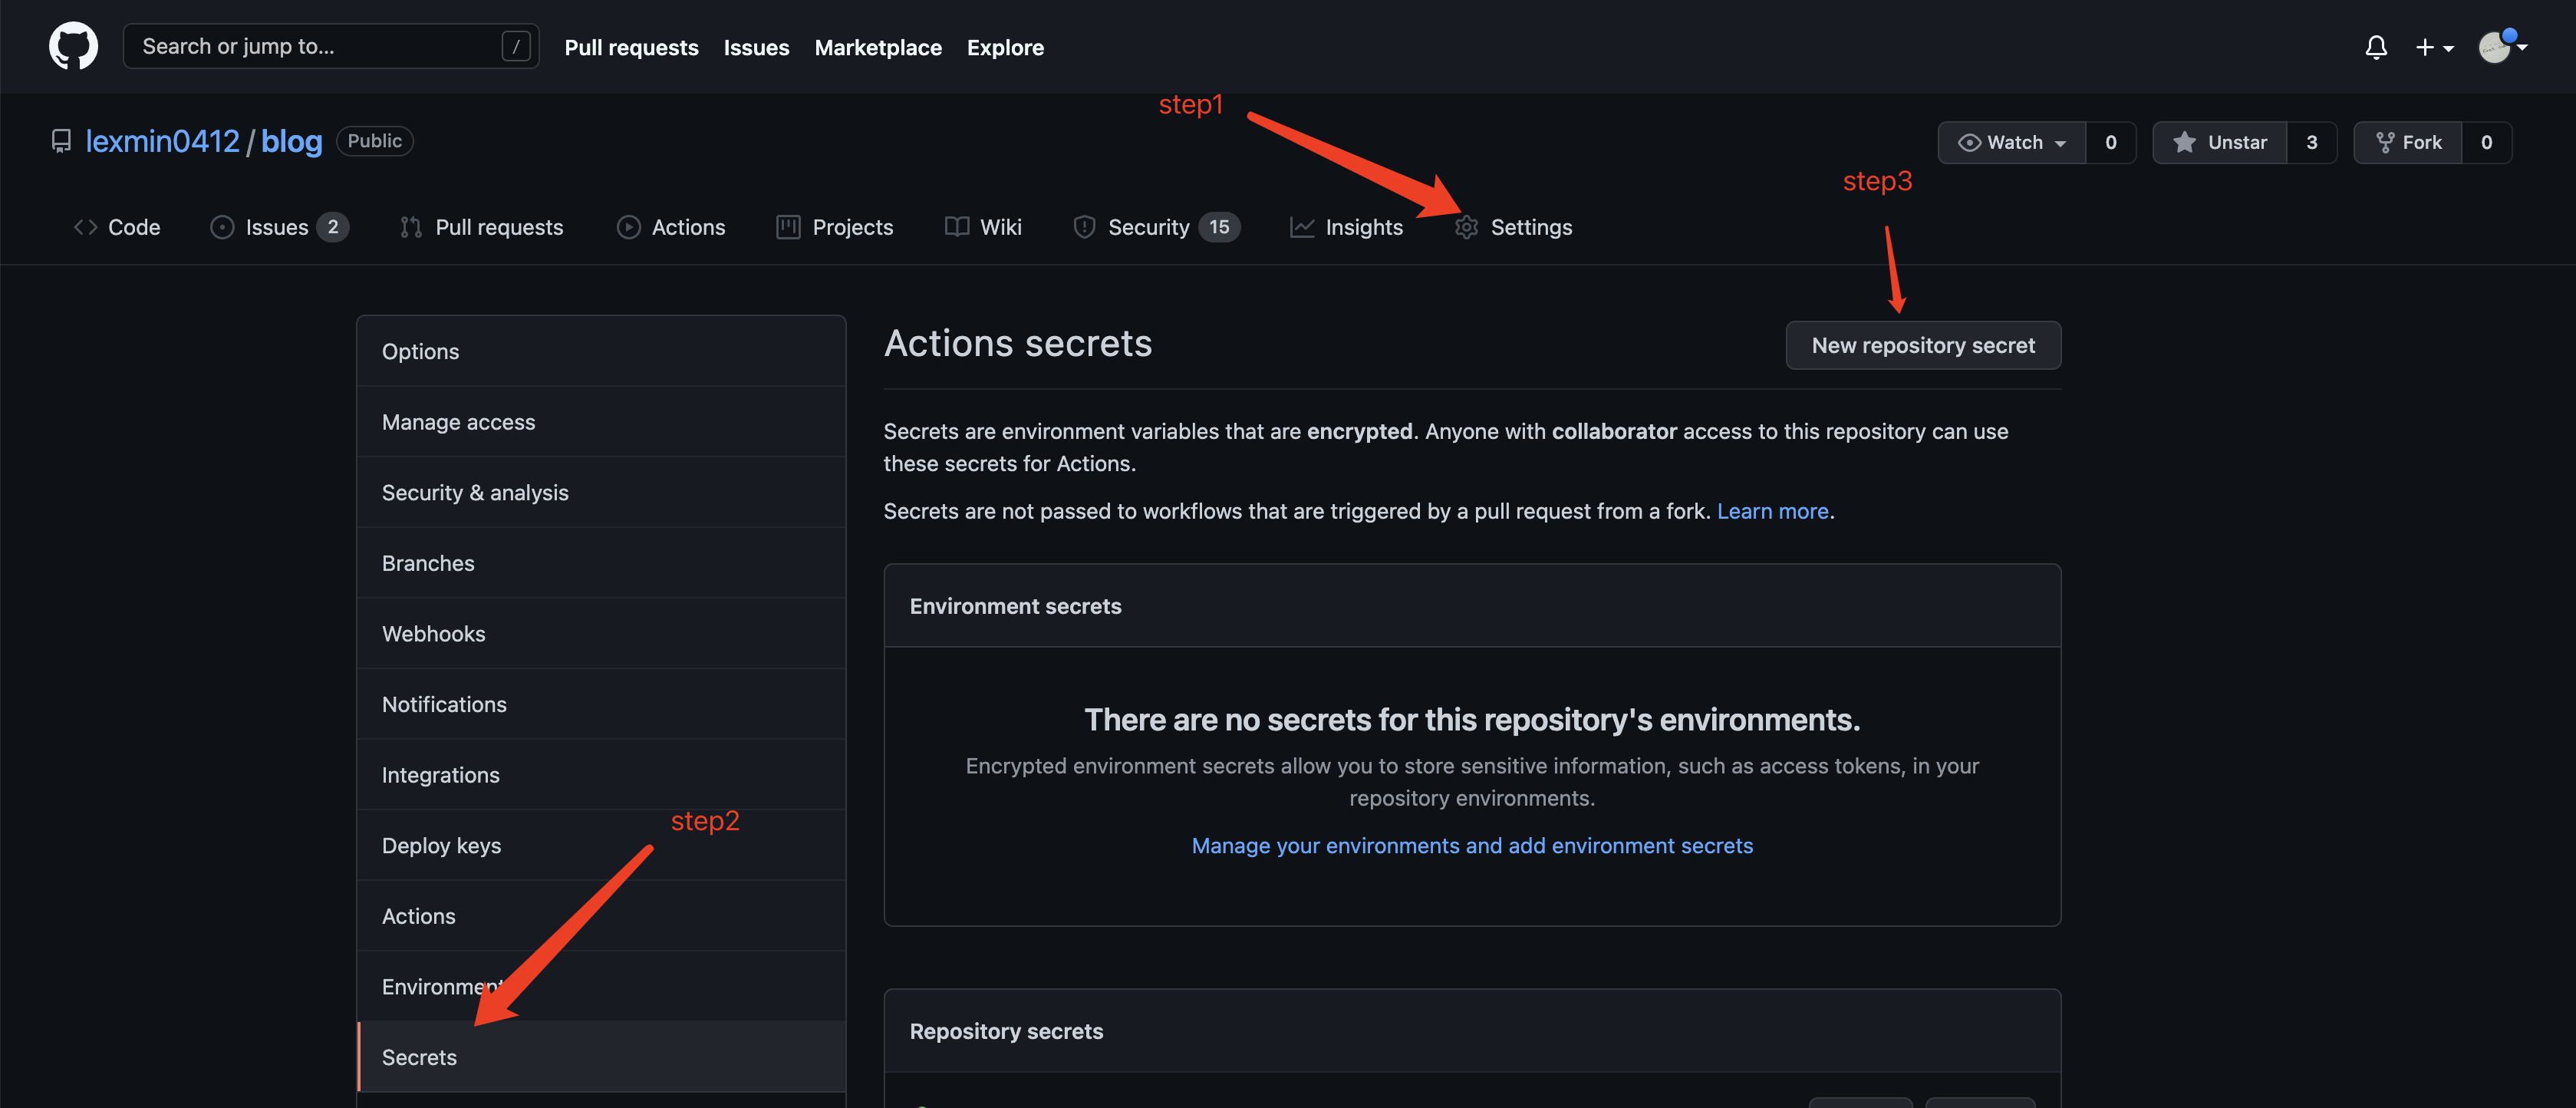 Search or jump to... /
Pull requests
Issues
Marketplace
Explore
step1
lexmin0412 / blog
Public
Watch 0
Unstar 3
Fork 0
step3
Code
Issues 2
Pull requests
Actions
Projects
Wiki
Security 15
Insights
Settings
Options
Manage access
Security & analysis
Branches
Webhooks
Notifications
Integrations
step2
Deploy keys
Actions
Environment
Secrets
Actions secrets
New repository secret
Secrets are environment variables that are encrypted. Anyone with collaborator access to this repository can use
these secrets for Actions.
Secrets are not passed to workflows that are triggered by a pull request from a fork. Learn more.
Environment secrets
There are no secrets for this repository's environments.
Encrypted environment secrets allow you to store sensitive information, such as access tokens, in your
repository environments.
Manage your environments and add environment secrets
Repository secrets